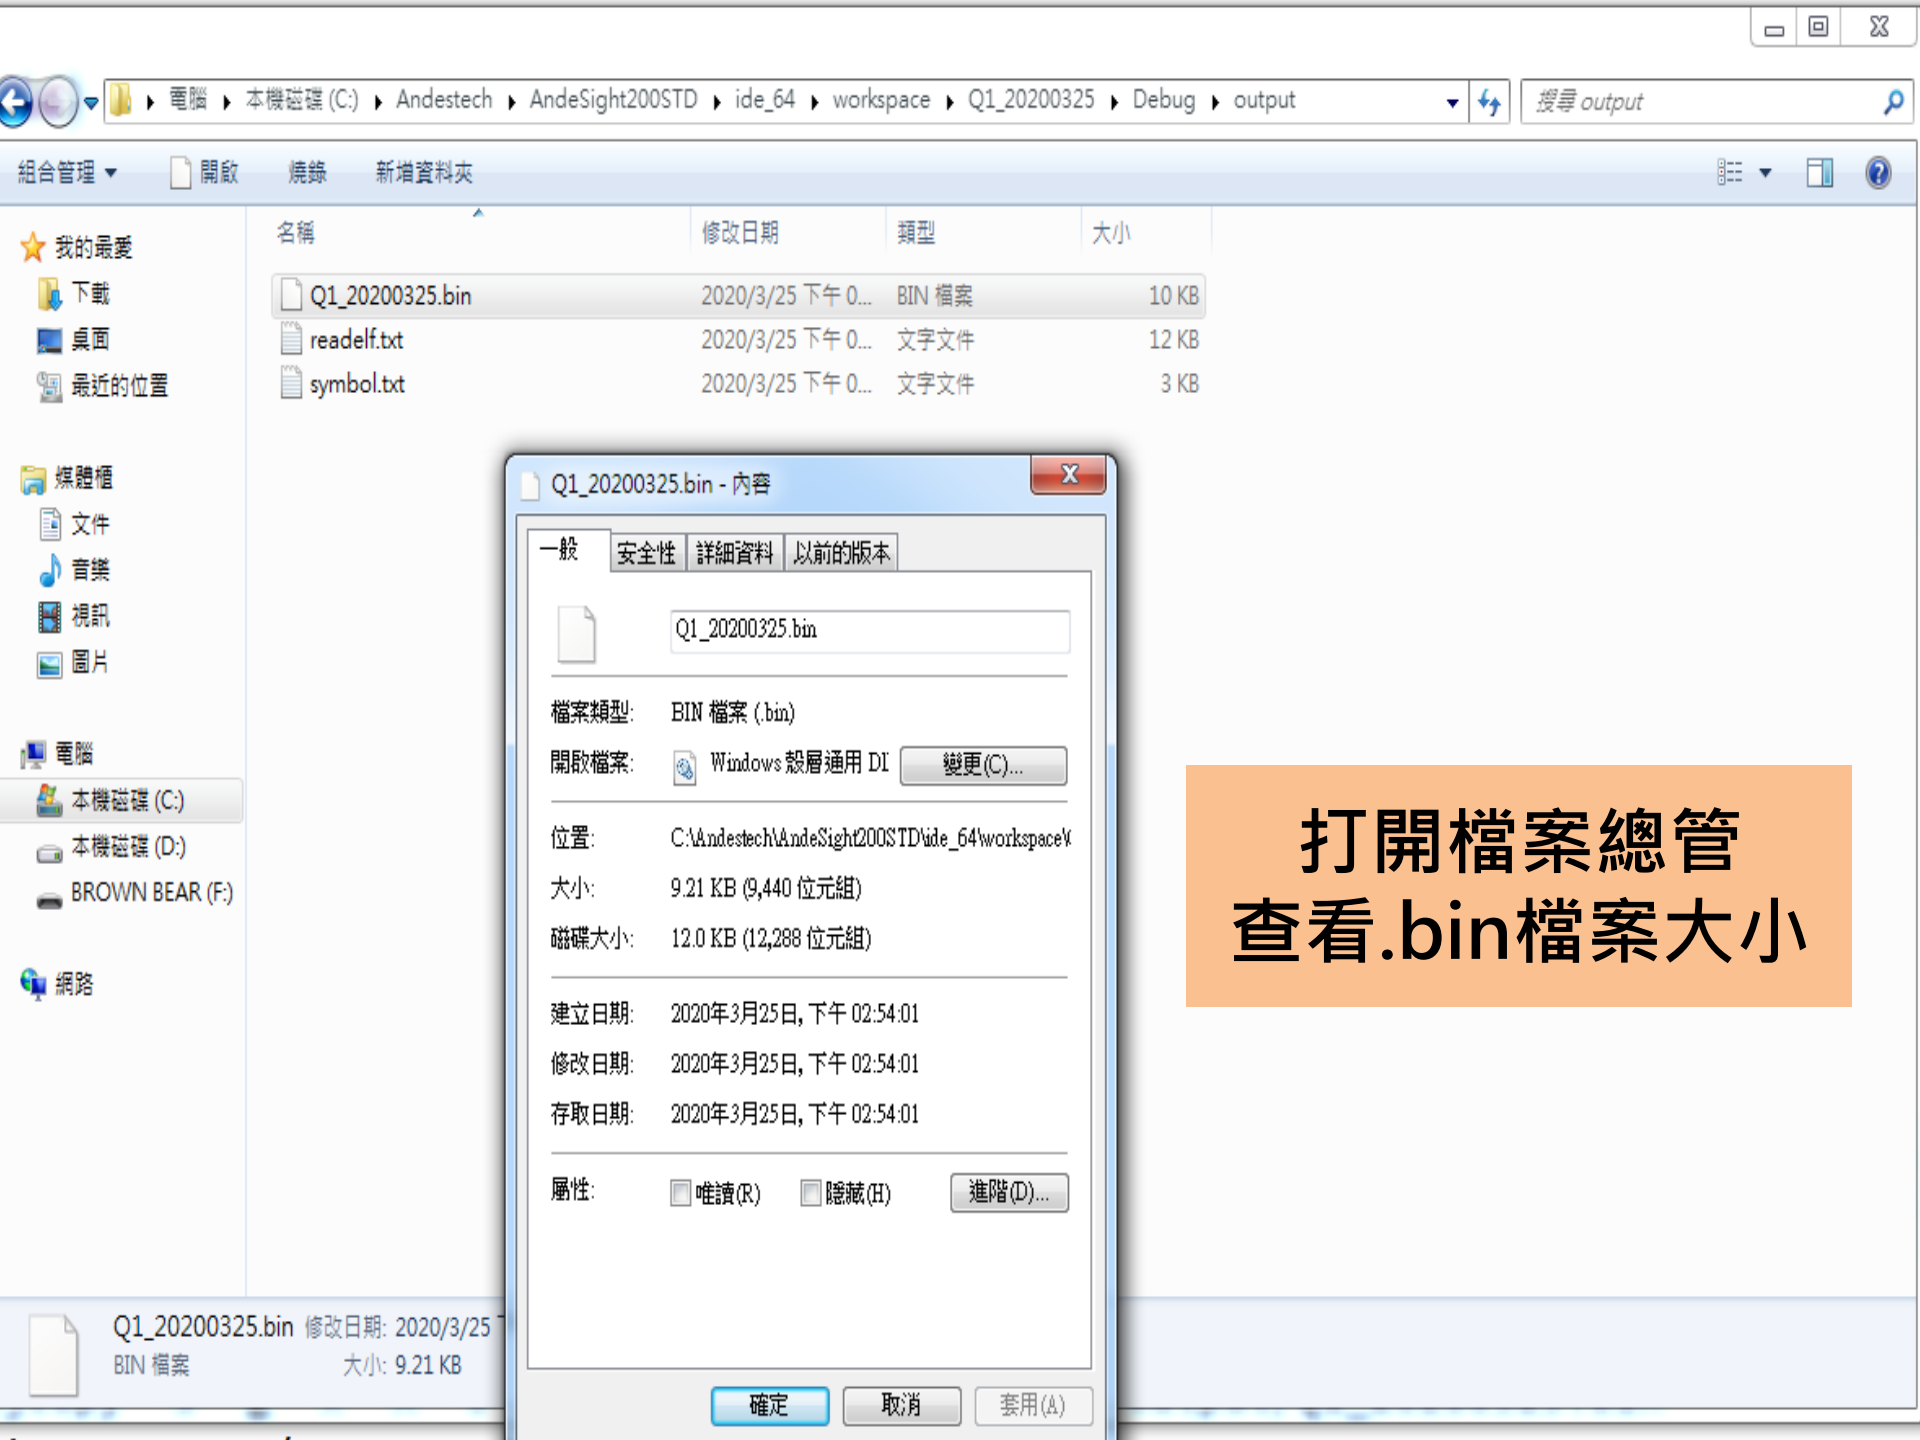 電腦 ▸ 本機磁碟 (C:) ▸ Andestech ▸ AndeSight200STD ▸ ide_64 ▸ workspace ▸ Q1_20200325 ▸ Debug ▸ output
搜尋 output
組合管理 開啟 燒錄 新增資料夾
名稱 修改日期 類型 大小
Q1_20200325.bin 2020/3/25 下午 0... BIN 檔案 10 KB
readelf.txt 2020/3/25 下午 0... 文字文件 12 KB
symbol.txt 2020/3/25 下午 0... 文字文件 3 KB
我的最愛
下載
桌面
最近的位置
媒體櫃
文件
音樂
視訊
圖片
電腦
本機磁碟 (C:)
本機磁碟 (D:)
BROWN BEAR (F:)
網路
Q1_20200325.bin - 內容
X
一般 安全性 詳細資料 以前的版本
Q1_20200325.bin
檔案類型: BIN 檔案 (.bin)
開啟檔案: Windows 殼層通用 Dl 變更(C)...
位置: C:\Andestech\AndeSight200STD\ide_64\workspace\
大小: 9.21 KB (9,440 位元組)
磁碟大小: 12.0 KB (12,288 位元組)
建立日期: 2020年3月25日, 下午 02:54:01
修改日期: 2020年3月25日, 下午 02:54:01
存取日期: 2020年3月25日, 下午 02:54:01
屬性: 唯讀(R) 隱藏(H) 進階(D)...
確定 取消 套用(A)
打開檔案總管
查看.bin檔案大小
Q1_20200325.bin 修改日期: 2020/3/25
BIN 檔案 大小: 9.21 KB